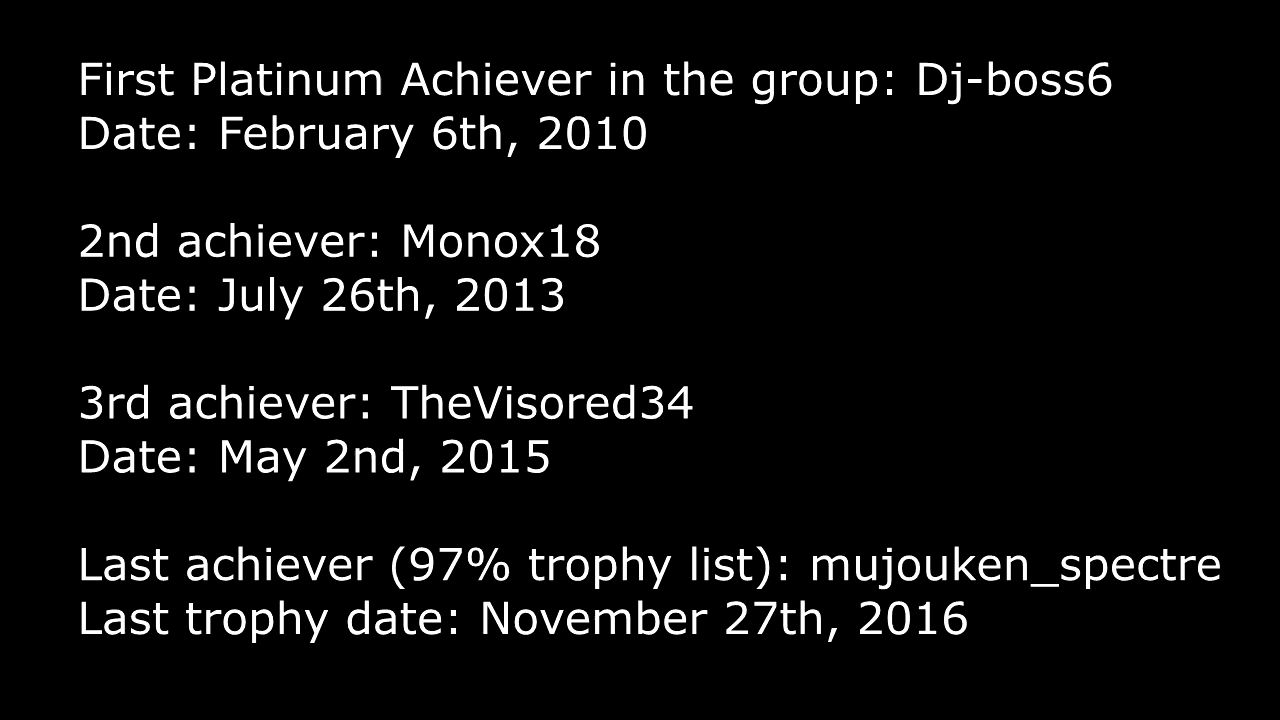 First Platinum Achiever in the group: Dj-boss6
Date: February 6th, 2010
2nd achiever: Monox18
Date: July 26th, 2013
3rd achiever: TheVisored34
Date: May 2nd, 2015
Last achiever (97% trophy list): mujouken_spectre
Last trophy date: November 27th, 2016